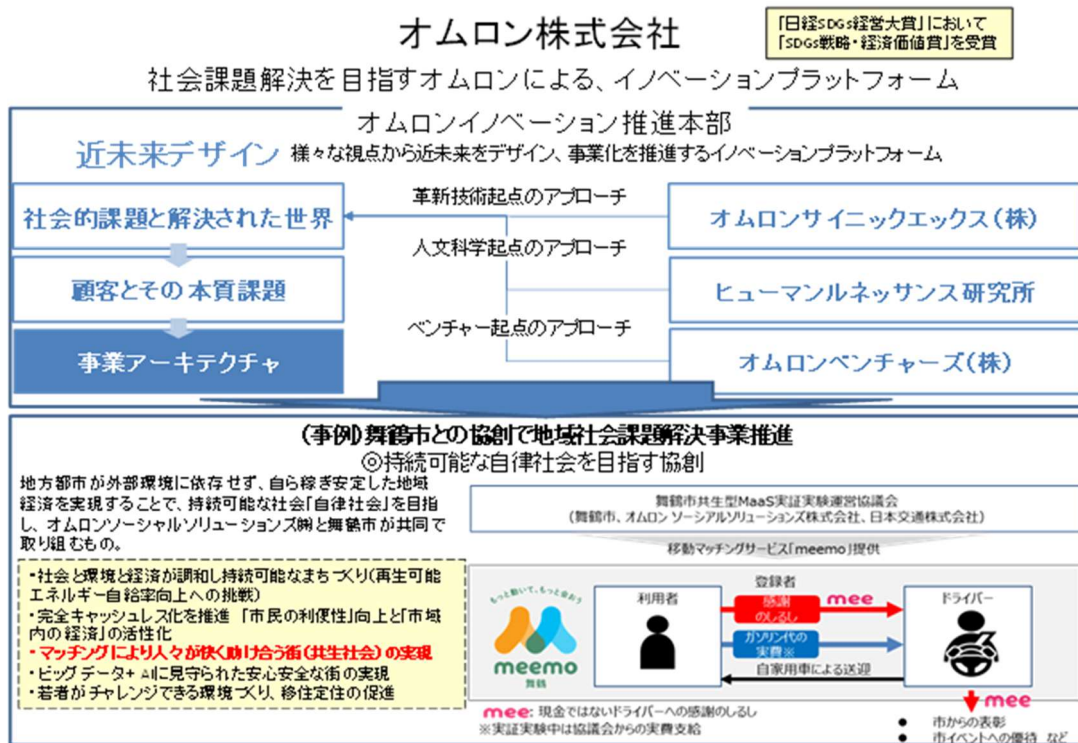 オムロン株式会社
「日経SDGs経営大賞」において
「SDGs戦略・経済価値賞」を受賞
社会課題解決を目指すオムロンによる、イノベーションプラットフォーム
オムロンイノベーション推進本部
近未来デザイン 様々な視点から近未来をデザイン、事業化を推進するイノベーションプラットフォーム
社会的課題と解決された世界
顧客とその本質課題
事業アーキテクチャ
革新技術起点のアプローチ
人文科学起点のアプローチ
ベンチャー起点のアプローチ
オムロンサイニックエックス(株)
ヒューマンルネッサンス研究所
オムロンベンチャーズ(株)
(事例)舞鶴市との協創で地域社会課題解決事業推進
◎持続可能な自律社会を目指す協創
地方都市が外部環境に依存せず、自ら稼ぎ安定した地域
経済を実現することで、持続可能な社会「自律社会」を目指
し、オムロンソーシャルソリューションズ㈱と舞鶴市が共同で
取り組むもの。
・社会と環境と経済が調和し持続可能なまちづくり(再生可能
エネルギー自給率向上への挑戦)
・完全キャッシュレス化を推進 「市民の利便性」向上と「市域
内の経済」の活性化
・マッチングにより人々が快く助け合う街(共生社会)の実現
・ビッグデータ+ AIに見守られた安心安全な街の実現
・若者がチャレンジできる環境づくり、移住定住の促進
舞鶴市共生型MaaS実証実験運営協議会
(舞鶴市、オムロン ソーシアルソリューションズ株式会社、日本交通株式会社)
移動マッチングサービス「meemo」提供
もっと動いて、もっと会おう
meemo
舞鶴
登録者
利用者
感謝
のしるし
mee
ガソリン代の
実費※
自家用車による送迎
ドライバー
mee
mee: 現金ではないドライバーへの感謝のしるし
※実証実験中は協議会からの実費支給
● 市からの表彰
● 市イベントへの優待 など